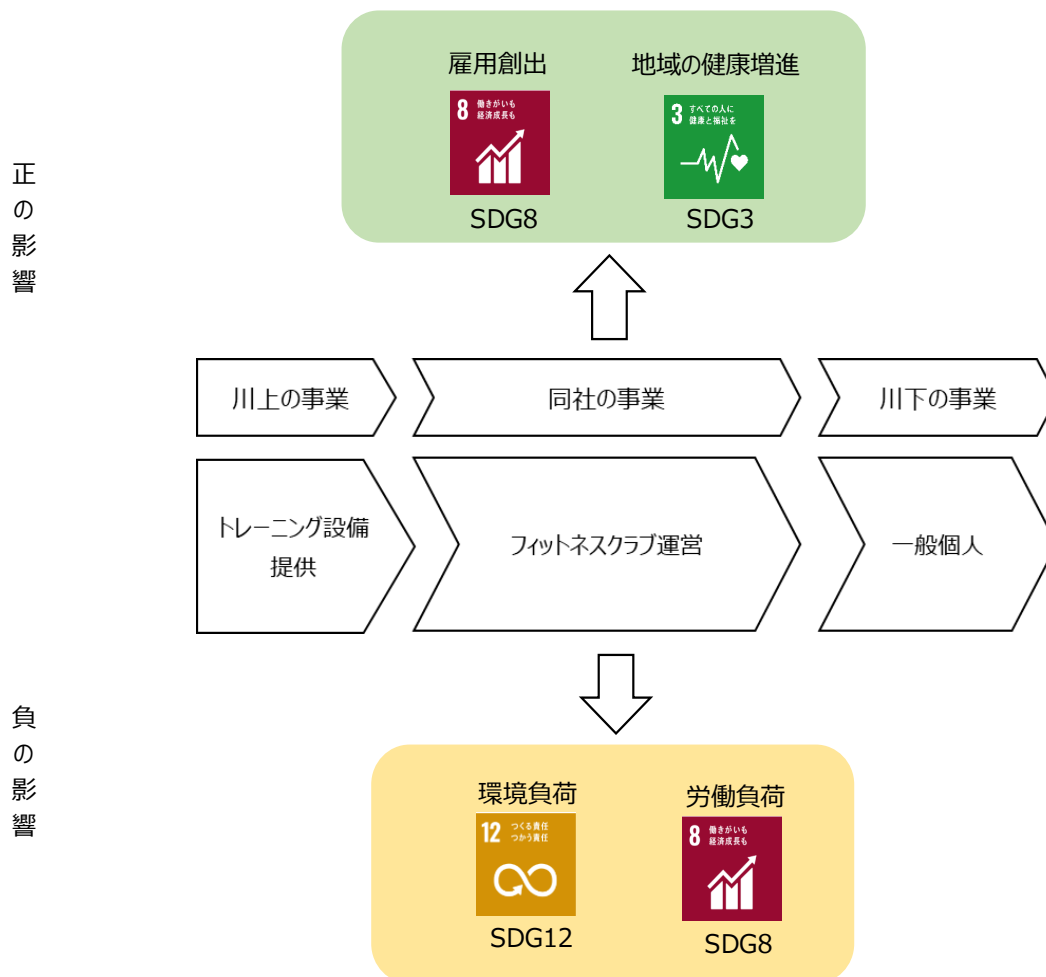 正の影響
雇用創出
地域の健康増進
8 働きがいも
経済成長も
3 すべての人に
健康と福祉を
SDG8
SDG3
川上の事業
同社の事業
川下の事業
トレーニング設備
提供
フィットネスクラブ運営
一般個人
負の影響
環境負荷
労働負荷
12 つくる責任
つかう責任
8 働きがいも
経済成長も
SDG12
SDG8